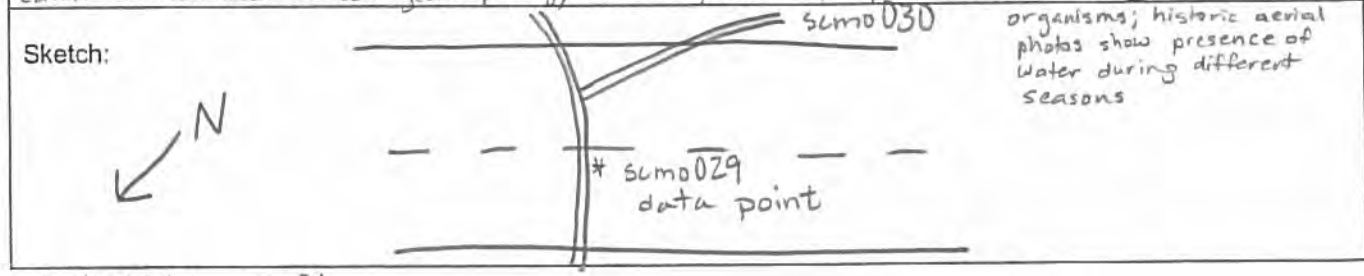 scmo030
organisms; historic aerial
photos show presence of
water during different
seasons
Sketch:
N
* scmo029
data point